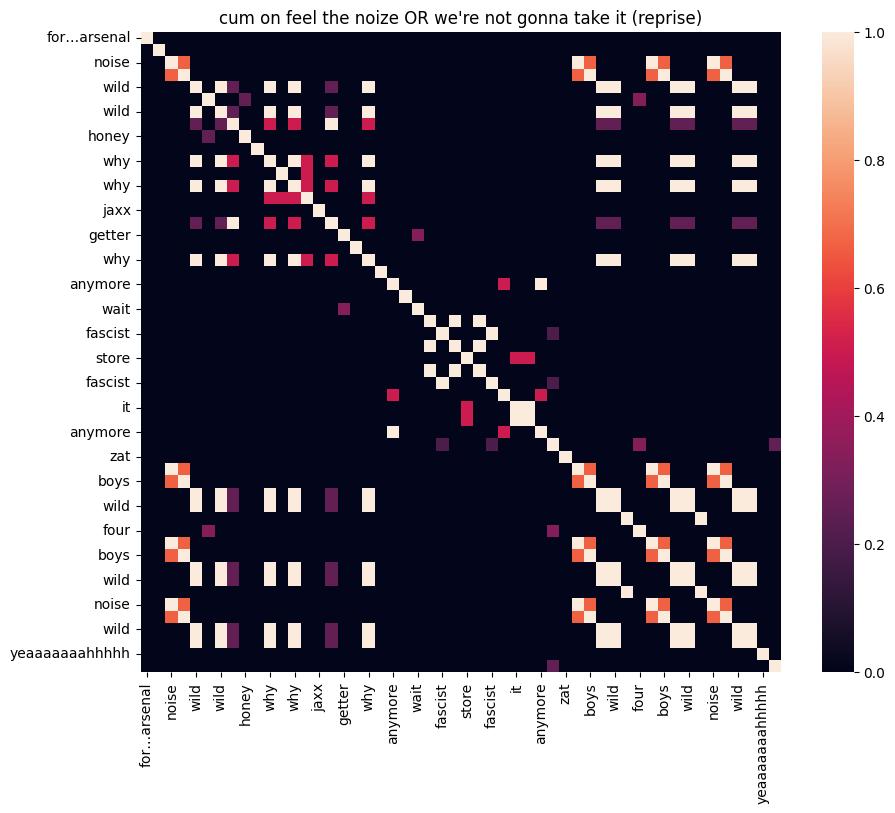 cum on feel the noize OR we're not gonna take it (reprise)
for...arsenal
noise
wild
wild
honey
why
why
jaxx
getter
why
anymore
wait
fascist
store
fascist
it
anymore
zat
boys
wild
four
boys
wild
noise
wild
yeaaaaaaahhhhh
for...arsenal
noise
wild
wild
honey
why
why
jaxx
getter
why
anymore
wait
fascist
store
fascist
it
anymore
zat
boys
wild
four
boys
wild
noise
wild
yeaaaaaaahhhhh
1.0
0.8
0.6
0.4
0.2
0.0